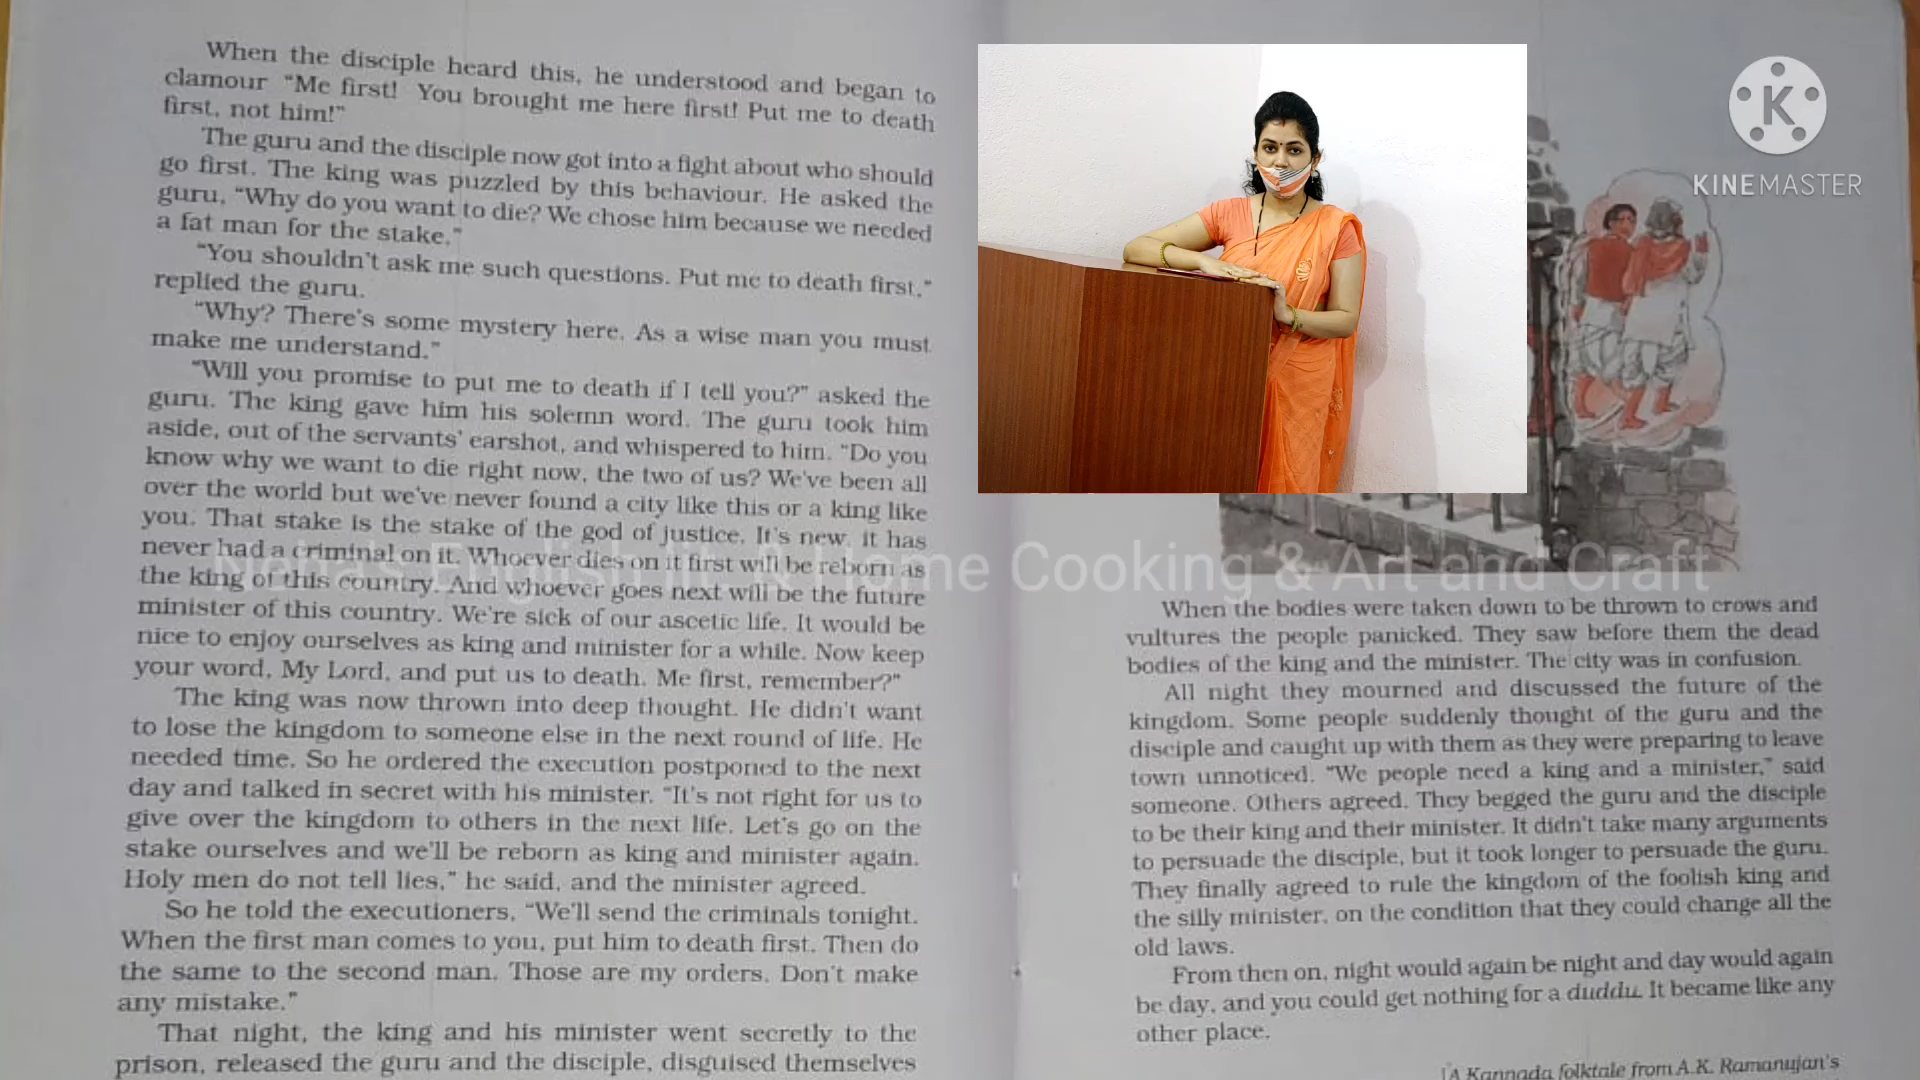 When the disciple heard this, he understood and began to
clamour “Me first! You brought me here first! Put me to death
first, not him!”
The guru and the disciple now got into a fight about who should
go first. The king was puzzled by this behaviour. He asked the
guru, “Why do you want to die? We chose him because we needed
a fat man for the stake.”
“You shouldn’t ask me such questions. Put me to death first,”
replied the guru.
“Why? There’s some mystery here. As a wise man you must
make me understand.”
“Will you promise to put me to death if I tell you?” asked the
guru. The king gave him his solemn word. The guru took him
aside, out of the servants’ earshot, and whispered to him, “Do you
know why we want to die right now, the two of us? We’ve been all
over the world but we’ve never found a city like this or a king like
you. That stake is the stake of the god of justice. It’s new, it has
never had a criminal on it. Whoever dies on it first will be reborn as
the king of this country. And whoever goes next will be the future
minister of this country. We’re sick of our ascetic life. It would be
nice to enjoy ourselves as king and minister for a while. Now keep
your word, My Lord, and put us to death. Me first, remember?”
The king was now thrown into deep thought. He didn’t want
to lose the kingdom to someone else in the next round of life. He
needed time. So he ordered the execution postponed to the next
day and talked in secret with his minister. “It’s not right for us to
give over the kingdom to others in the next life. Let’s go on the
stake ourselves and we’ll be reborn as king and minister again.
Holy men do not tell lies,” he said, and the minister agreed.
So he told the executioners, “We’ll send the criminals tonight.
When the first man comes to you, put him to death first. Then do
the same to the second man. Those are my orders. Don’t make
any mistake.”
That night, the king and his minister went secretly to the
prison, released the guru and the disciple, disguised themselves
KINEMASTER
Neha's English lit & Home Cooking & Art and Craft
When the bodies were taken down to be thrown to crows and
vultures the people panicked. They saw before them the dead
bodies of the king and the minister. The city was in confusion.
All night they mourned and discussed the future of the
kingdom. Some people suddenly thought of the guru and the
disciple and caught up with them as they were preparing to leave
town unnoticed. “We people need a king and a minister,” said
someone. Others agreed. They begged the guru and the disciple
to be their king and their minister. It didn’t take many arguments
to persuade the disciple, but it took longer to persuade the guru.
They finally agreed to rule the kingdom of the foolish king and
the silly minister, on the condition that they could change all the
old laws.
From then on, night would again be night and day would again
be day, and you could get nothing for a duddu. It became like any
other place.
[A Kannada folktale from A.K. Ramanujan’s